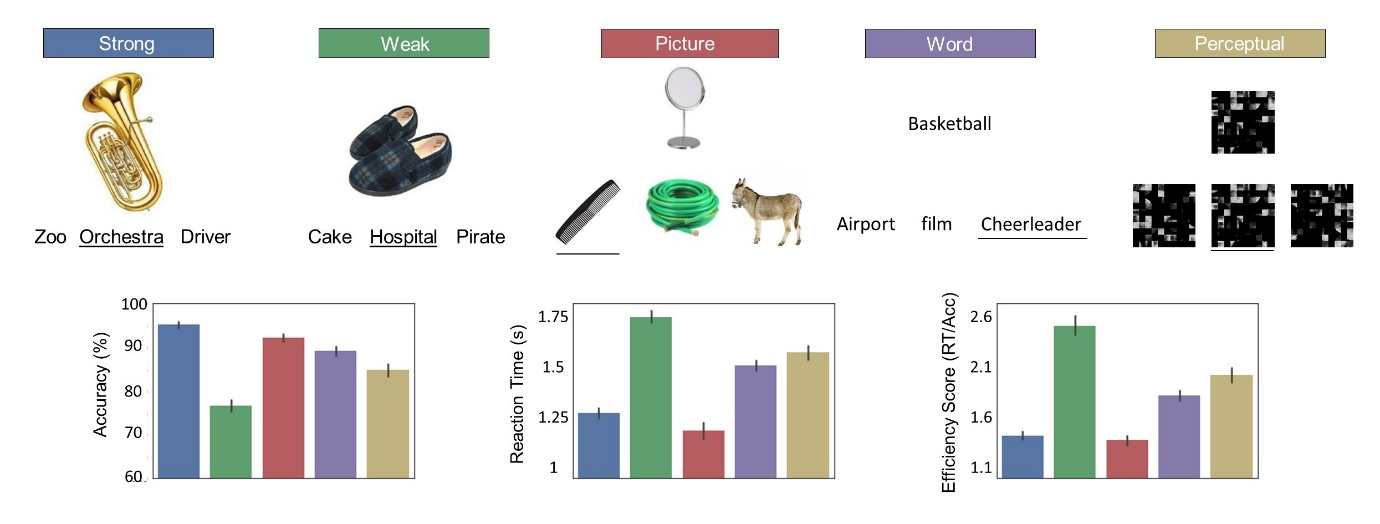 Strong Weak Picture Word Perceptual
Basketball
Zoo Orchestra Driver
Cake Hospital Pirate
Airport film Cheerleader
Accuracy (%)
100
90
80
70
60
Reaction Time (s)
1.75
1.5
1.25
1
Efficiency Score (RT/Acc)
2.6
2.1
1.6
1.1